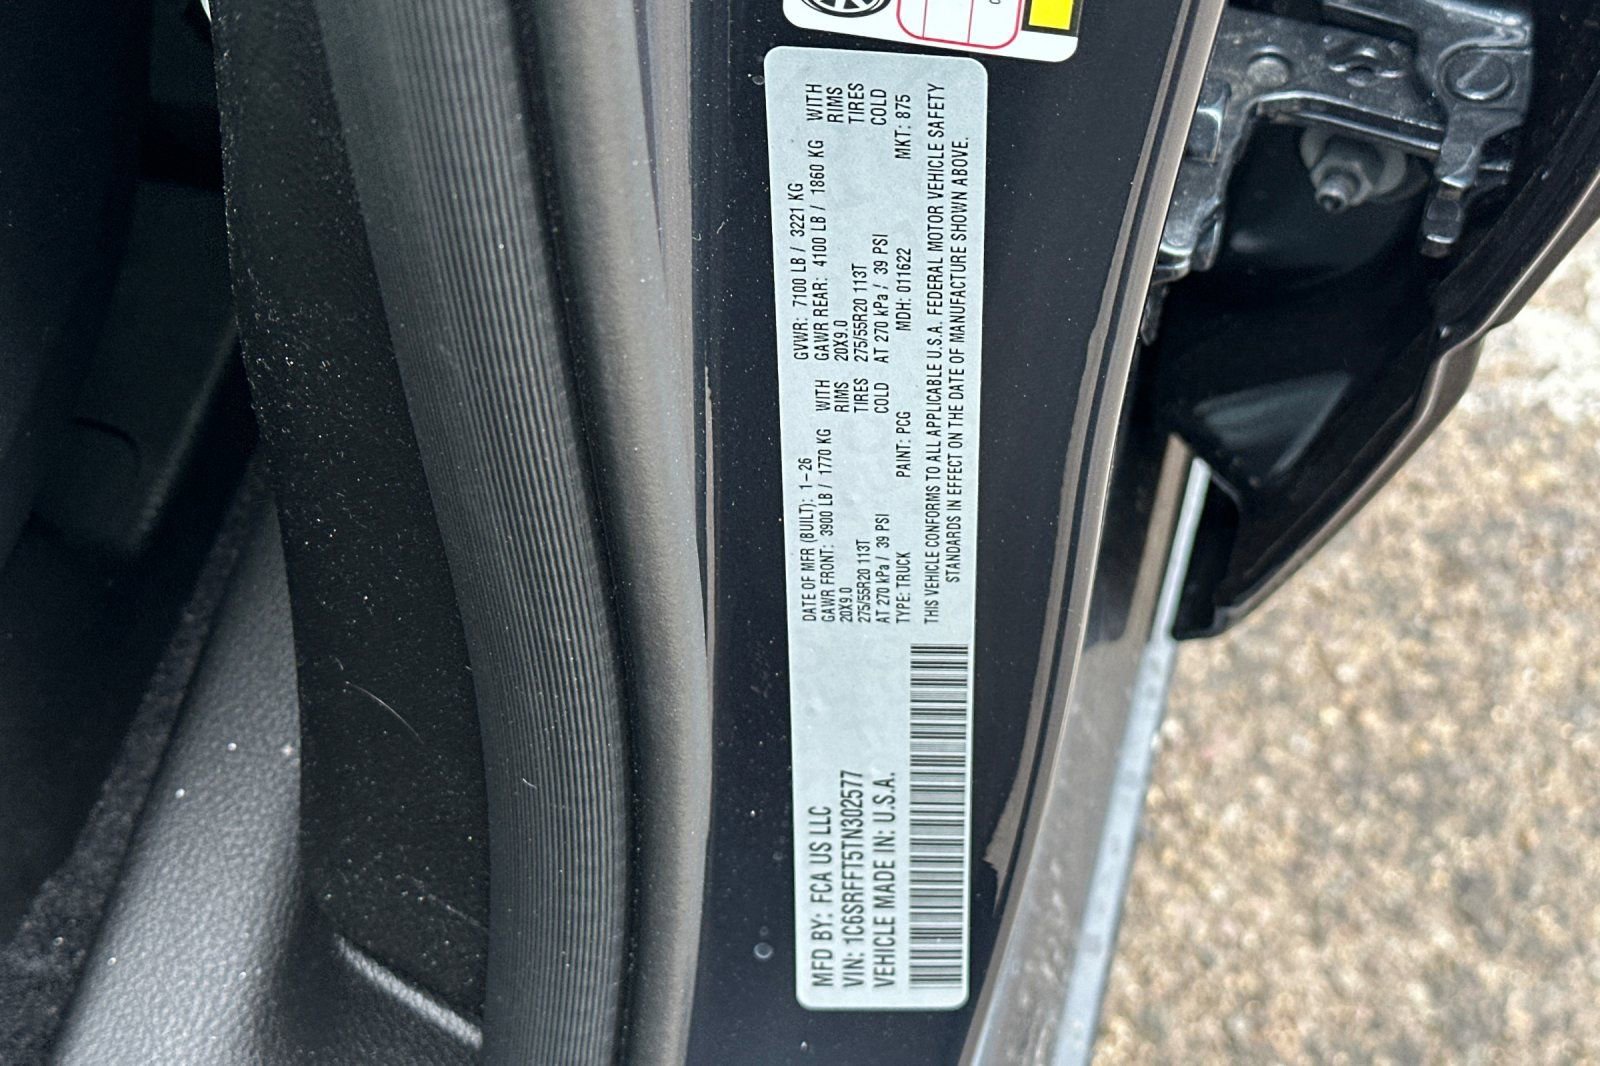 MFD BY: FCA US LLC
VIN: 1C6SRFFT5TN302577
VEHICLE MADE IN: U.S.A.
DATE OF MFR (BUILT): 1-26 GVWR: 7100 LB / 3221 KG
GAWR FRONT: 3900 LB / 1770 KG WITH GAWR REAR: 4100 LB / 1860 KG WITH
20X9.0 RIMS 20X9.0 RIMS
275/55R20 113T TIRES 275/55R20 113T TIRES
AT 270 kPa / 39 PSI COLD AT 270 kPa / 39 PSI COLD
TYPE: TRUCK PAINT: PCG MDH: 011622 MKT: 875
THIS VEHICLE CONFORMS TO ALL APPLICABLE U.S.A. FEDERAL MOTOR VEHICLE SAFETY
STANDARDS IN EFFECT ON THE DATE OF MANUFACTURE SHOWN ABOVE.